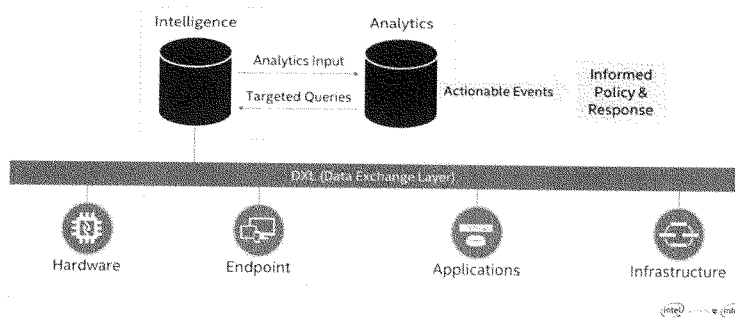 Intelligence
Analytics
Analytics Input
Targeted Queries
Actionable Events
Informed
Policy &
Response
DXL (Data Exchange Layer)
Hardware
Endpoint
Applications
Infrastructure
intel